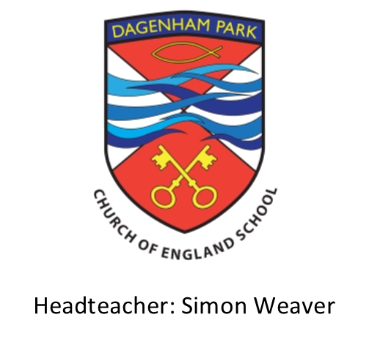 DAGENHAM PARK
CHURCH OF ENGLAND SCHOOL
Headteacher: Simon Weaver